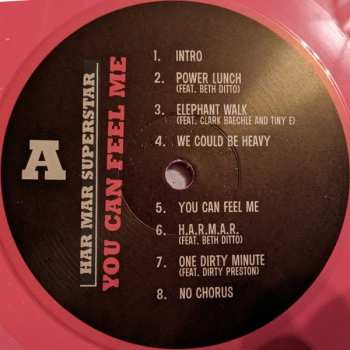 A
HAR MAR SUPERSTAR
YOU CAN FEEL ME
1. INTRO
2. POWER LUNCH
(FEAT. BETH DITTO)
3. ELEPHANT WALK
(FEAT. CLARK BAECHLE AND TINY E)
4. WE COULD BE HEAVY
5. YOU CAN FEEL ME
6. H.A.R.M.A.R.
(FEAT. BETH DITTO)
7. ONE DIRTY MINUTE
(FEAT. DIRTY PRESTON)
8. NO CHORUS